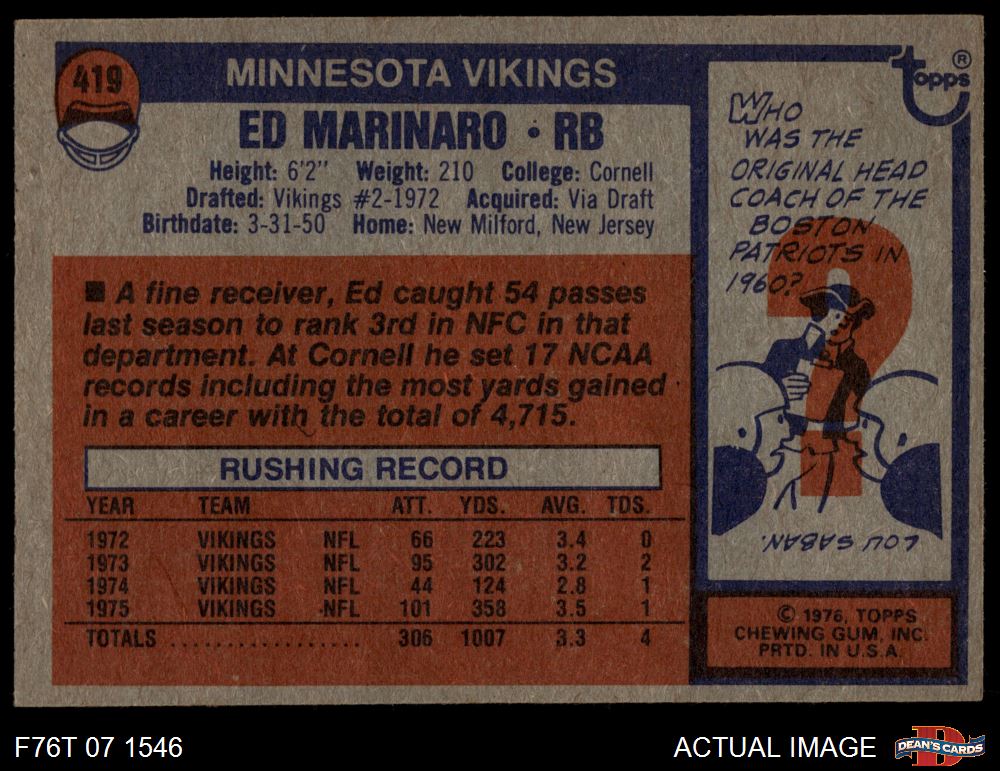 419
MINNESOTA VIKINGS
ED MARINARO • RB
Height: 6'2" Weight: 210 College: Cornell
Drafted: Vikings #2-1972 Acquired: Via Draft
Birthdate: 3-31-50 Home: New Milford, New Jersey
■ A fine receiver, Ed caught 54 passes
last season to rank 3rd in NFC in that
department. At Cornell he set 17 NCAA
records including the most yards gained
in a career with the total of 4,715.
RUSHING RECORD
YEAR TEAM ATT. YDS. AVG. TDS.
1972 VIKINGS NFL 66 223 3.4 0
1973 VIKINGS NFL 95 302 3.2 2
1974 VIKINGS NFL 44 124 2.8 1
1975 VIKINGS NFL 101 358 3.5 1
TOTALS .................. 306 1007 3.3 4
topps®
WHO
WAS THE
ORIGINAL HEAD
COACH OF THE
BOSTON
PATRIOTS IN
1960?
?
LOU SABAN.
© 1976, TOPPS
CHEWING GUM, INC.
PRTD. IN U.S.A.
F76T 07 1546
ACTUAL IMAGE
DEAN'S CARDS